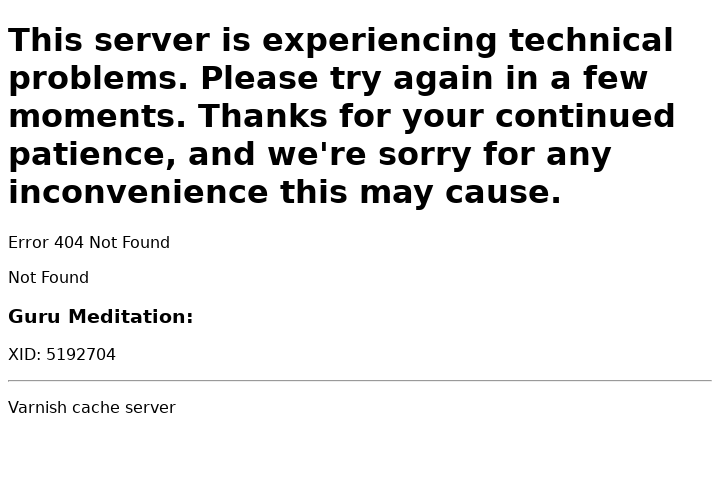 This server is experiencing technical
problems. Please try again in a few
moments. Thanks for your continued
patience, and we're sorry for any
inconvenience this may cause.
Error 404 Not Found
Not Found
Guru Meditation:
XID: 5192704
Varnish cache server